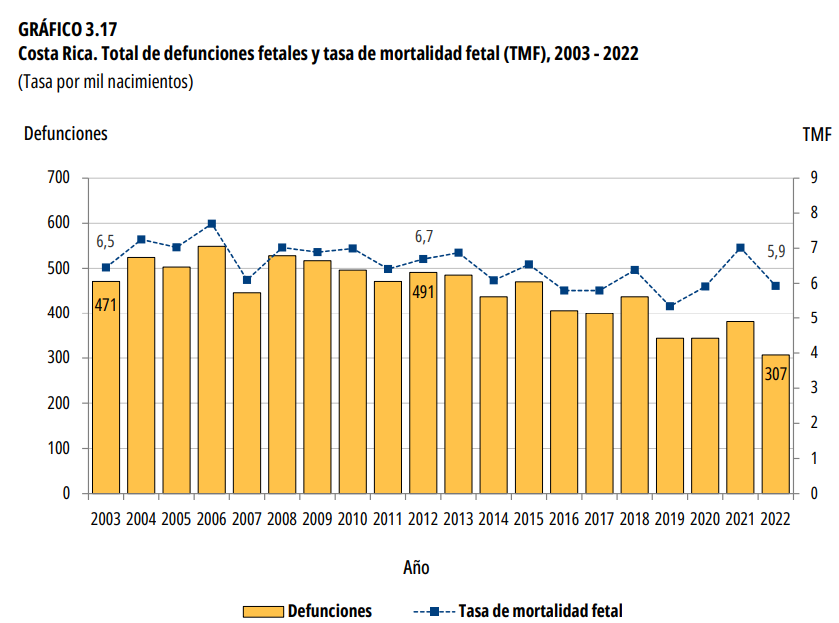 GRÁFICO 3.17
Costa Rica. Total de defunciones fetales y tasa de mortalidad fetal (TMF), 2003 - 2022
(Tasa por mil nacimientos)
Defunciones TMF
700 9
600 8
500 7
400 6
300 5
200 4
100 3
0 2
1
0
6,5 6,7 5,9
471 491 307
2003 2004 2005 2006 2007 2008 2009 2010 2011 2012 2013 2014 2015 2016 2017 2018 2019 2020 2021 2022
Año
Defunciones Tasa de mortalidad fetal